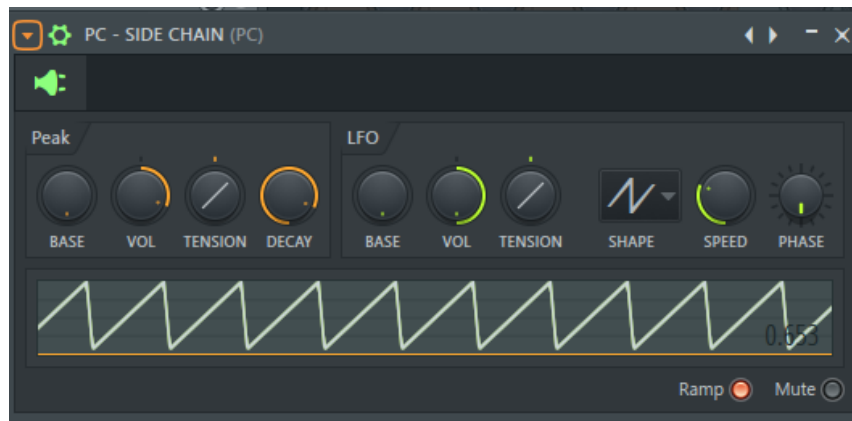 PC - SIDE CHAIN (PC)
Peak
LFO
BASE VOL TENSION DECAY
BASE VOL TENSION SHAPE SPEED PHASE
0.653
Ramp Mute